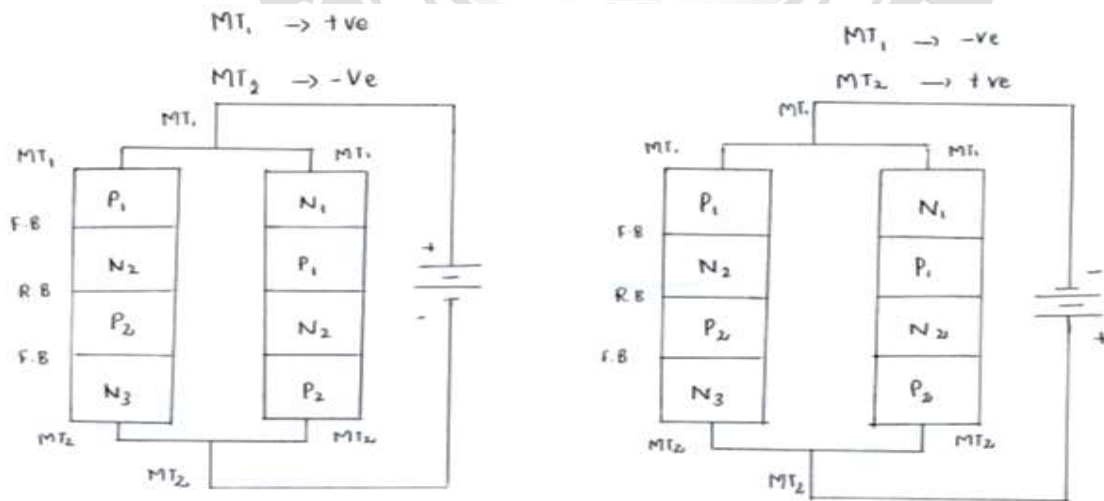 MT₁ → +ve
MT₂ → -Ve
MT₁
MT₁
MT₁
P₁
N₁
F.B
N₂
P₁
+
R.B
P₂
N₂
-
F.B
N₃
P₂
MT₂
MT₂
MT₂
MT₁ → -ve
MT₂ → +ve
MT₁
MT₁
MT₁
P₁
N₁
F.B
N₂
P₁
-
R.B
P₂
N₂
+
F.B
N₃
P₂
MT₂
MT₂
MT₂